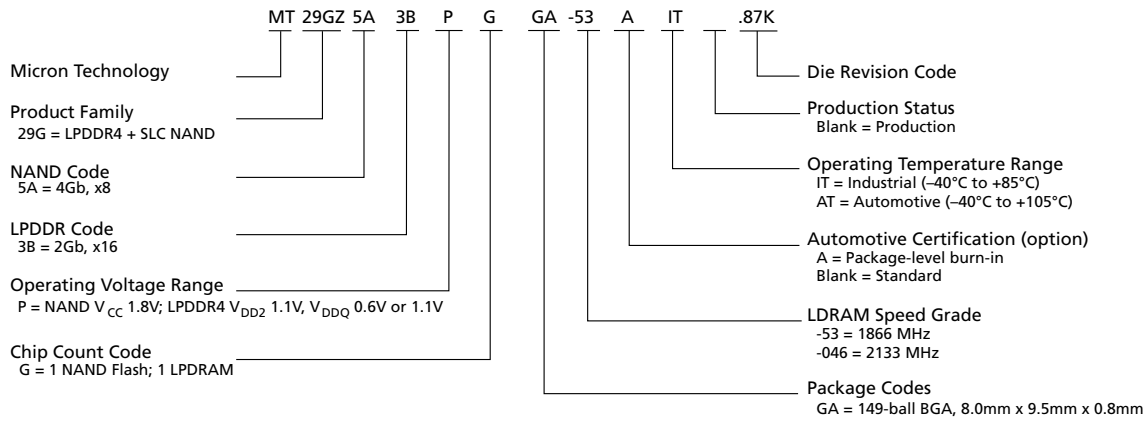 MT 29GZ 5A 3B P G GA -53 A IT .87K
Micron Technology
Product Family
29G = LPDDR4 + SLC NAND
NAND Code
5A = 4Gb, x8
LPDDR Code
3B = 2Gb, x16
Operating Voltage Range
P = NAND VCC 1.8V; LPDDR4 VDD2 1.1V, VDDQ 0.6V or 1.1V
Chip Count Code
G = 1 NAND Flash; 1 LPDRAM
Die Revision Code
Production Status
Blank = Production
Operating Temperature Range
IT = Industrial (–40°C to +85°C)
AT = Automotive (–40°C to +105°C)
Automotive Certification (option)
A = Package-level burn-in
Blank = Standard
LDRAM Speed Grade
-53 = 1866 MHz
-046 = 2133 MHz
Package Codes
GA = 149-ball BGA, 8.0mm x 9.5mm x 0.8mm